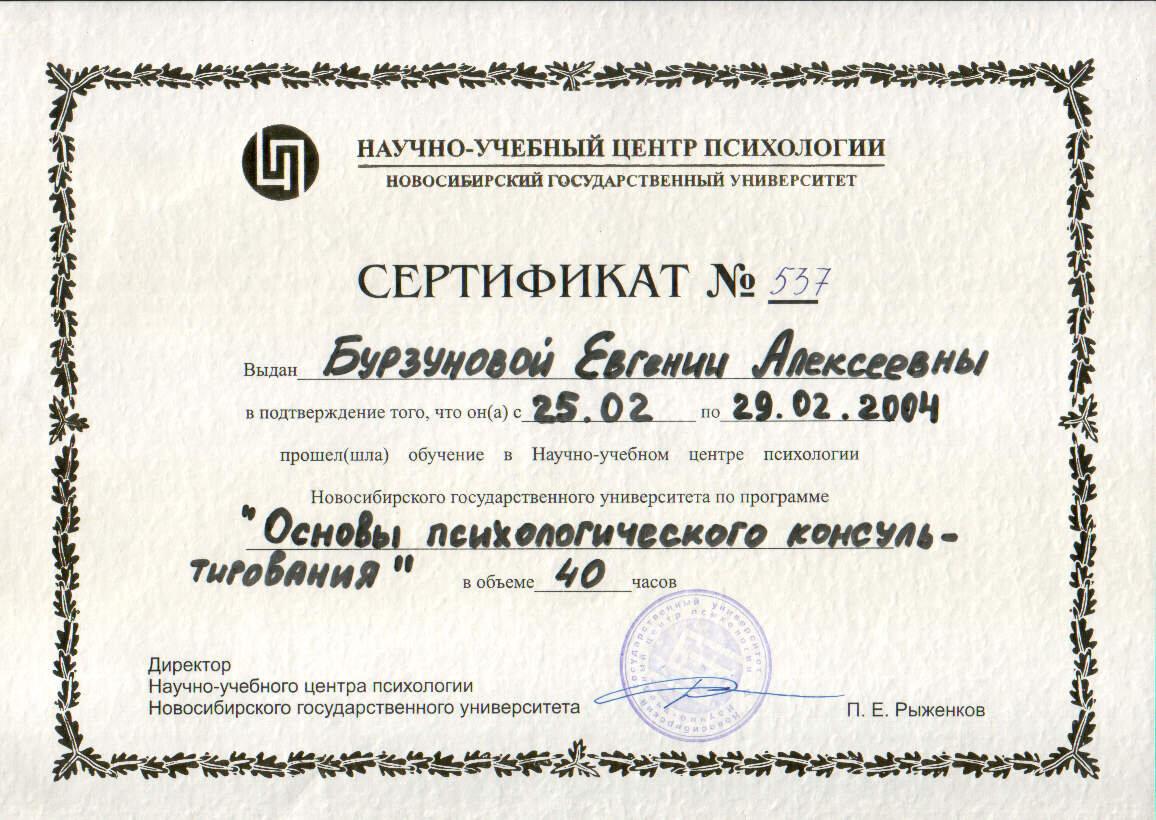 НАУЧНО-УЧЕБНЫЙ ЦЕНТР ПСИХОЛОГИИ
НОВОСИБИРСКИЙ ГОСУДАРСТВЕННЫЙ УНИВЕРСИТЕТ
СЕРТИФИКАТ № 537
Выдан Бурзуновой Евгении Алексеевны
в подтверждение того, что он(а) с 25.02 по 29.02.2004
прошел(шла) обучение в Научно-учебном центре психологии
Новосибирского государственного университета по программе
"Основы психологического консуль-
тирования" в объеме 40 часов
Директор
Научно-учебного центра психологии
Новосибирского государственного университета
П. Е. Рыженков